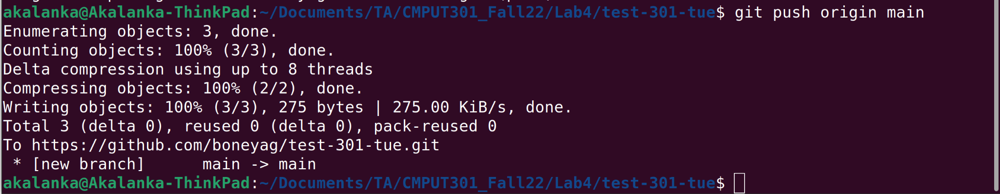 akalanka@Akalanka-ThinkPad:~/Documents/TA/CMPUT301_Fall22/Lab4/test-301-tue$ git push origin main
Enumerating objects: 3, done.
Counting objects: 100% (3/3), done.
Delta compression using up to 8 threads
Compressing objects: 100% (2/2), done.
Writing objects: 100% (3/3), 275 bytes | 275.00 KiB/s, done.
Total 3 (delta 0), reused 0 (delta 0), pack-reused 0
To https://github.com/boneyag/test-301-tue.git
 * [new branch]      main -> main
akalanka@Akalanka-ThinkPad:~/Documents/TA/CMPUT301_Fall22/Lab4/test-301-tue$